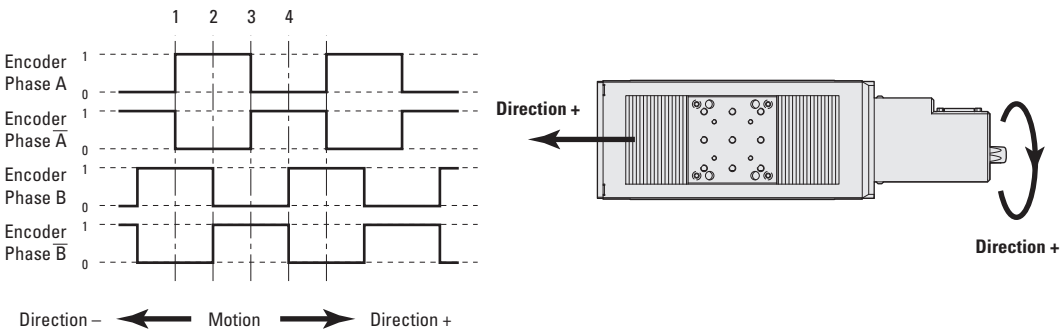 1 2 3 4
Encoder
Phase A
1
0
Encoder
Phase A̅
1
0
Encoder
Phase B
1
0
Encoder
Phase B̅
1
0
Direction – Motion Direction +
Direction +
Direction +